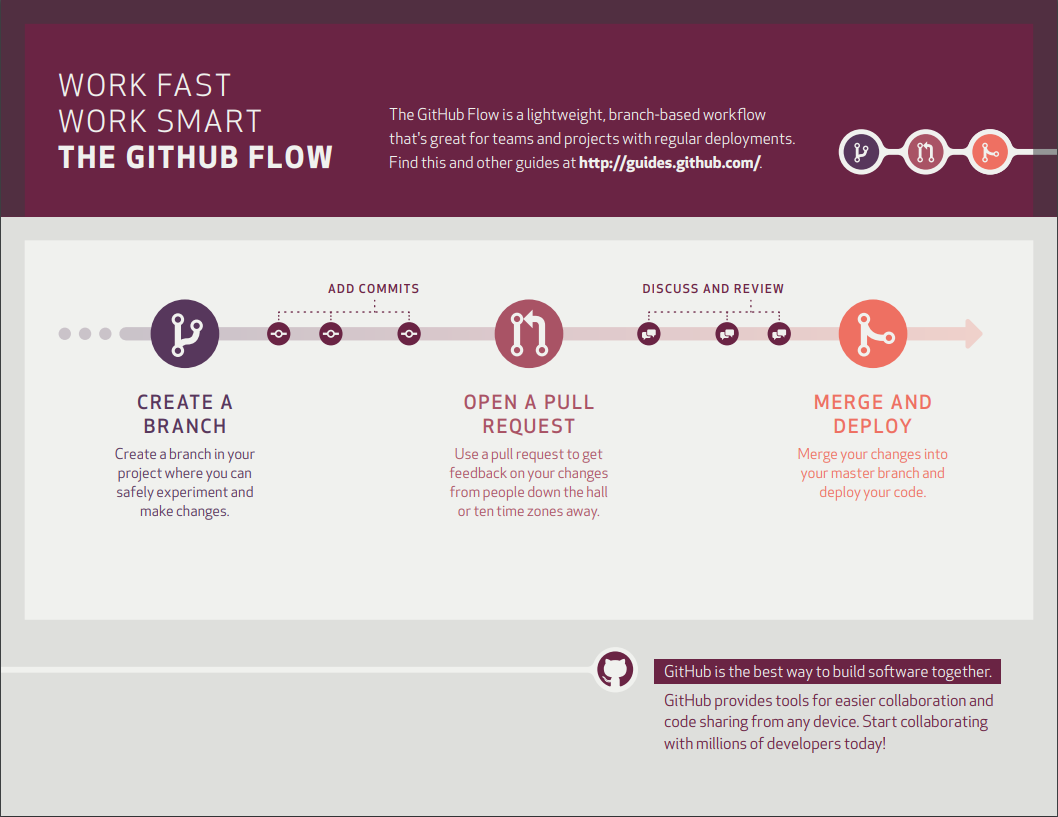 WORK FAST
WORK SMART
THE GITHUB FLOW
The GitHub Flow is a lightweight, branch-based workflow
that's great for teams and projects with regular deployments.
Find this and other guides at http://guides.github.com/.
ADD COMMITS
DISCUSS AND REVIEW
CREATE A
BRANCH
Create a branch in your
project where you can
safely experiment and
make changes.
OPEN A PULL
REQUEST
Use a pull request to get
feedback on your changes
from people down the hall
or ten time zones away.
MERGE AND
DEPLOY
Merge your changes into
your master branch and
deploy your code.
GitHub is the best way to build software together.
GitHub provides tools for easier collaboration and
code sharing from any device. Start collaborating
with millions of developers today!